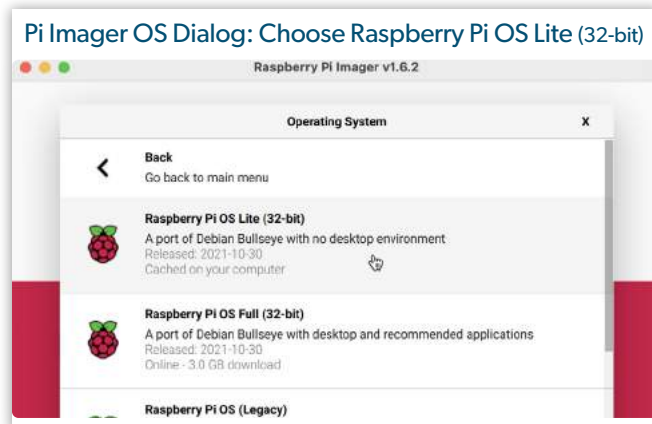 Pi Imager OS Dialog: Choose Raspberry Pi OS Lite (32-bit)
Raspberry Pi Imager v1.6.2
Operating System X
Back
Go back to main menu
Raspberry Pi OS Lite (32-bit)
A port of Debian Bullseye with no desktop environment
Released: 2021-10-30
Cached on your computer
Raspberry Pi OS Full (32-bit)
A port of Debian Bullseye with desktop and recommended applications
Released: 2021-10-30
Online - 3.0 GB download
Raspberry Pi OS (Legacy)